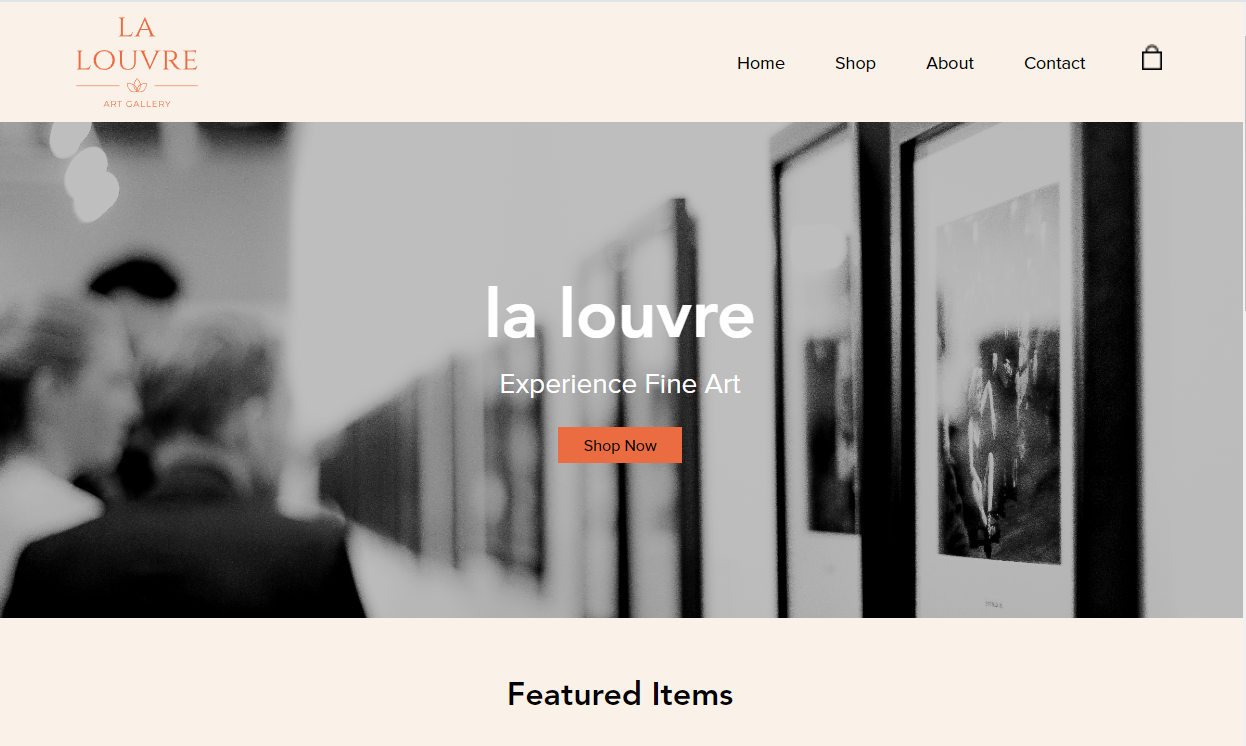 LA
LOUVRE
ART GALLERY
Home Shop About Contact
la louvre
Experience Fine Art
Shop Now
Featured Items